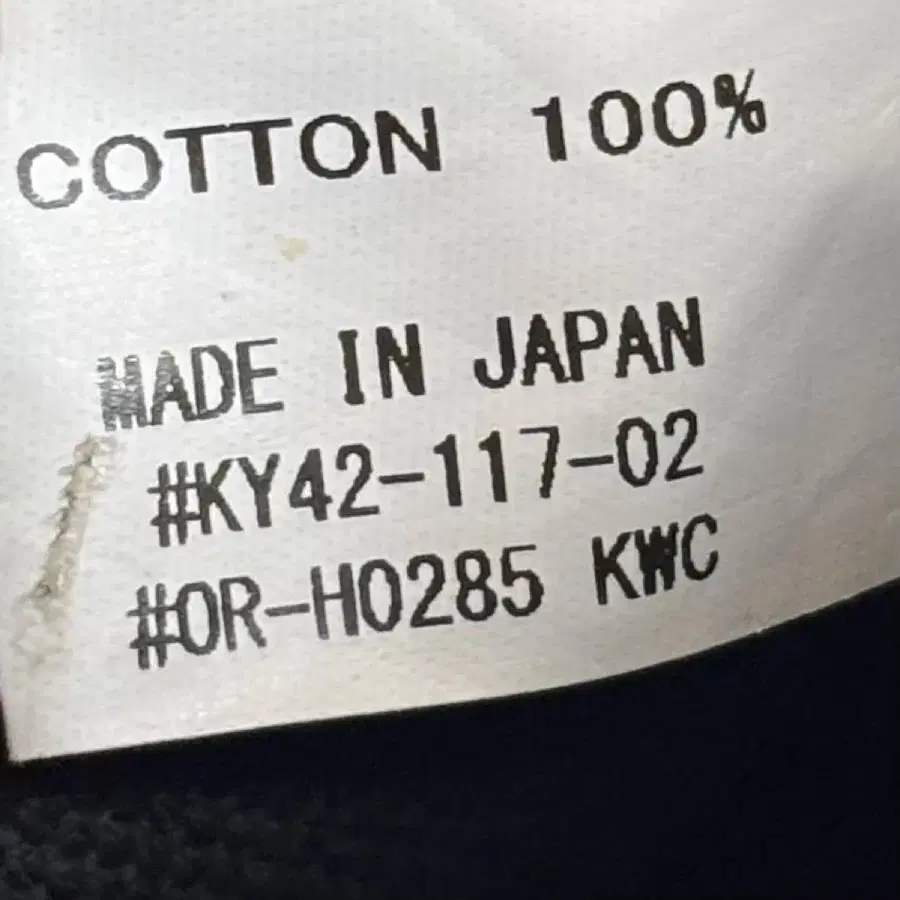 COTTON 100%
MADE IN JAPAN
#KY42-117-02
#OR-H0285 KWC